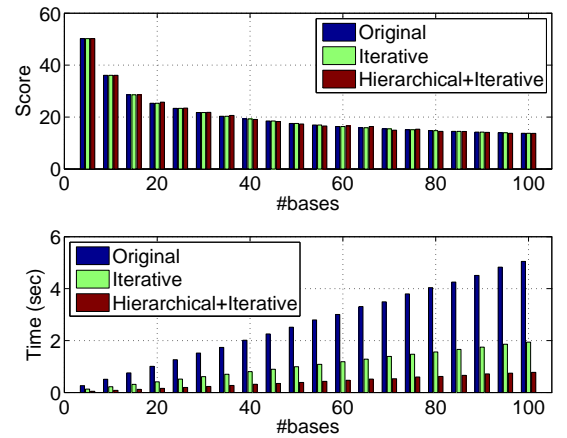 60
40
20
0
Score
Original
Iterative
Hierarchical+Iterative
0 20 40 60 80 100
#bases
6
4
2
0
Time (sec)
Original
Iterative
Hierarchical+Iterative
0 20 40 60 80 100
#bases